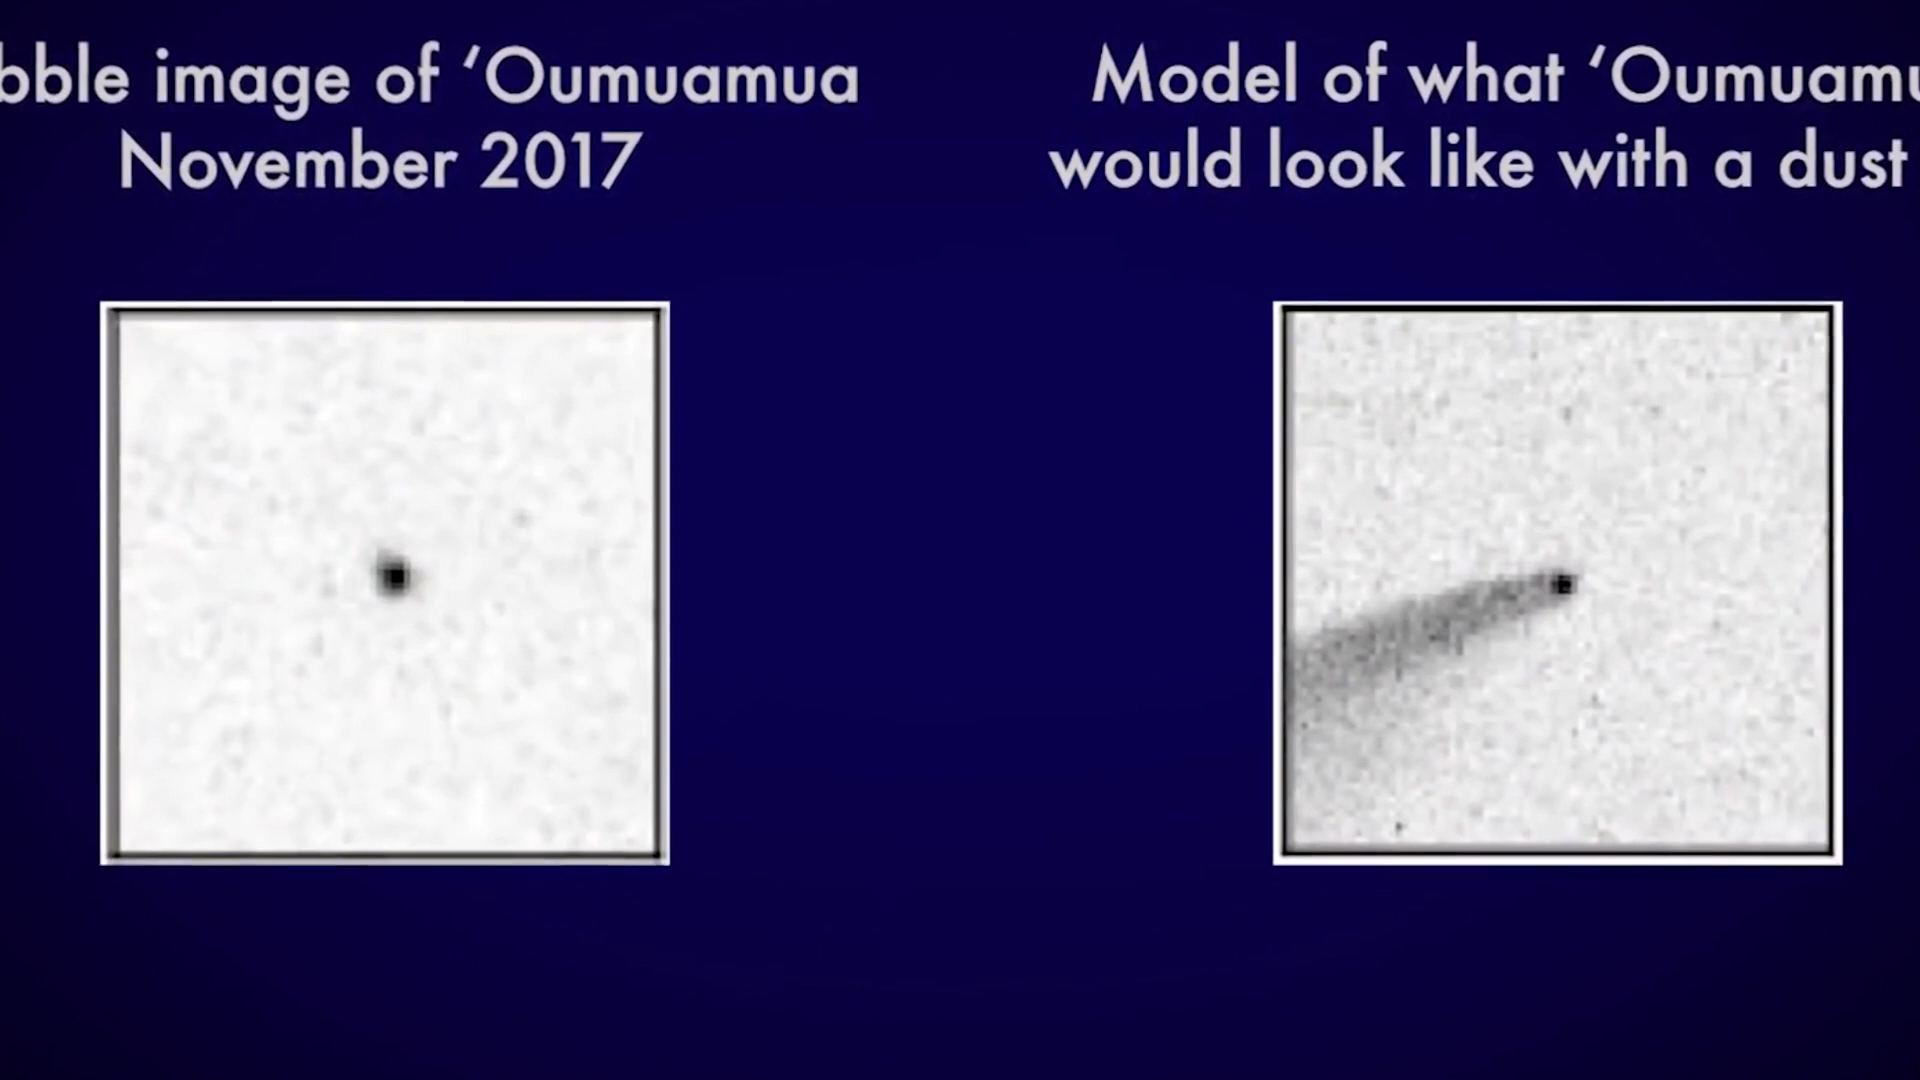 bble image of ‘Oumuamua
November 2017
Model of what ‘Oumuamu
would look like with a dust